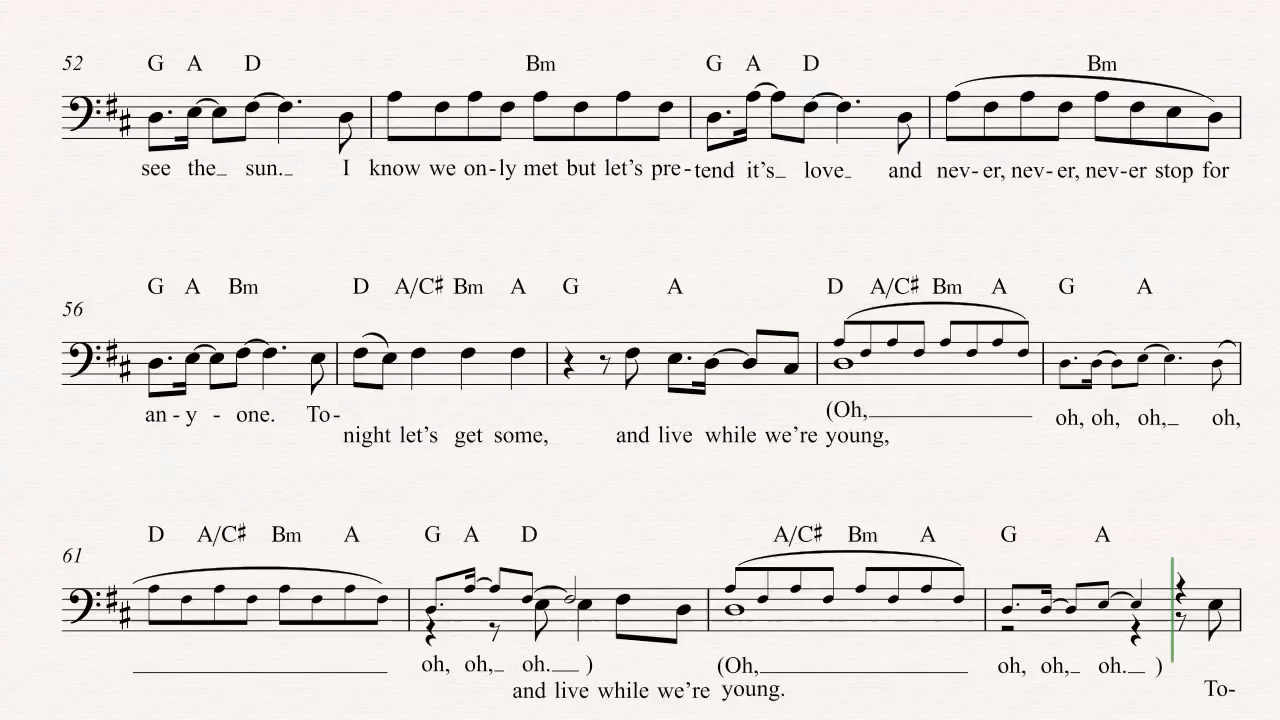 52
G A D Bm G A D Bm
see the_ sun._ I know we on-ly met but let's pre-tend it's_ love_ and nev-er, nev-er, nev-er stop for
56
G A Bm D A/C♯ Bm A G A D A/C♯ Bm A G A
an-y - one. To- (Oh, oh, oh, oh,_ oh,
night let's get some, and live while we're young,
61
D A/C♯ Bm A G A D A/C♯ Bm A G A
oh, oh,_ oh._ ) (Oh, oh, oh,_ oh._ )
and live while we're young. To-